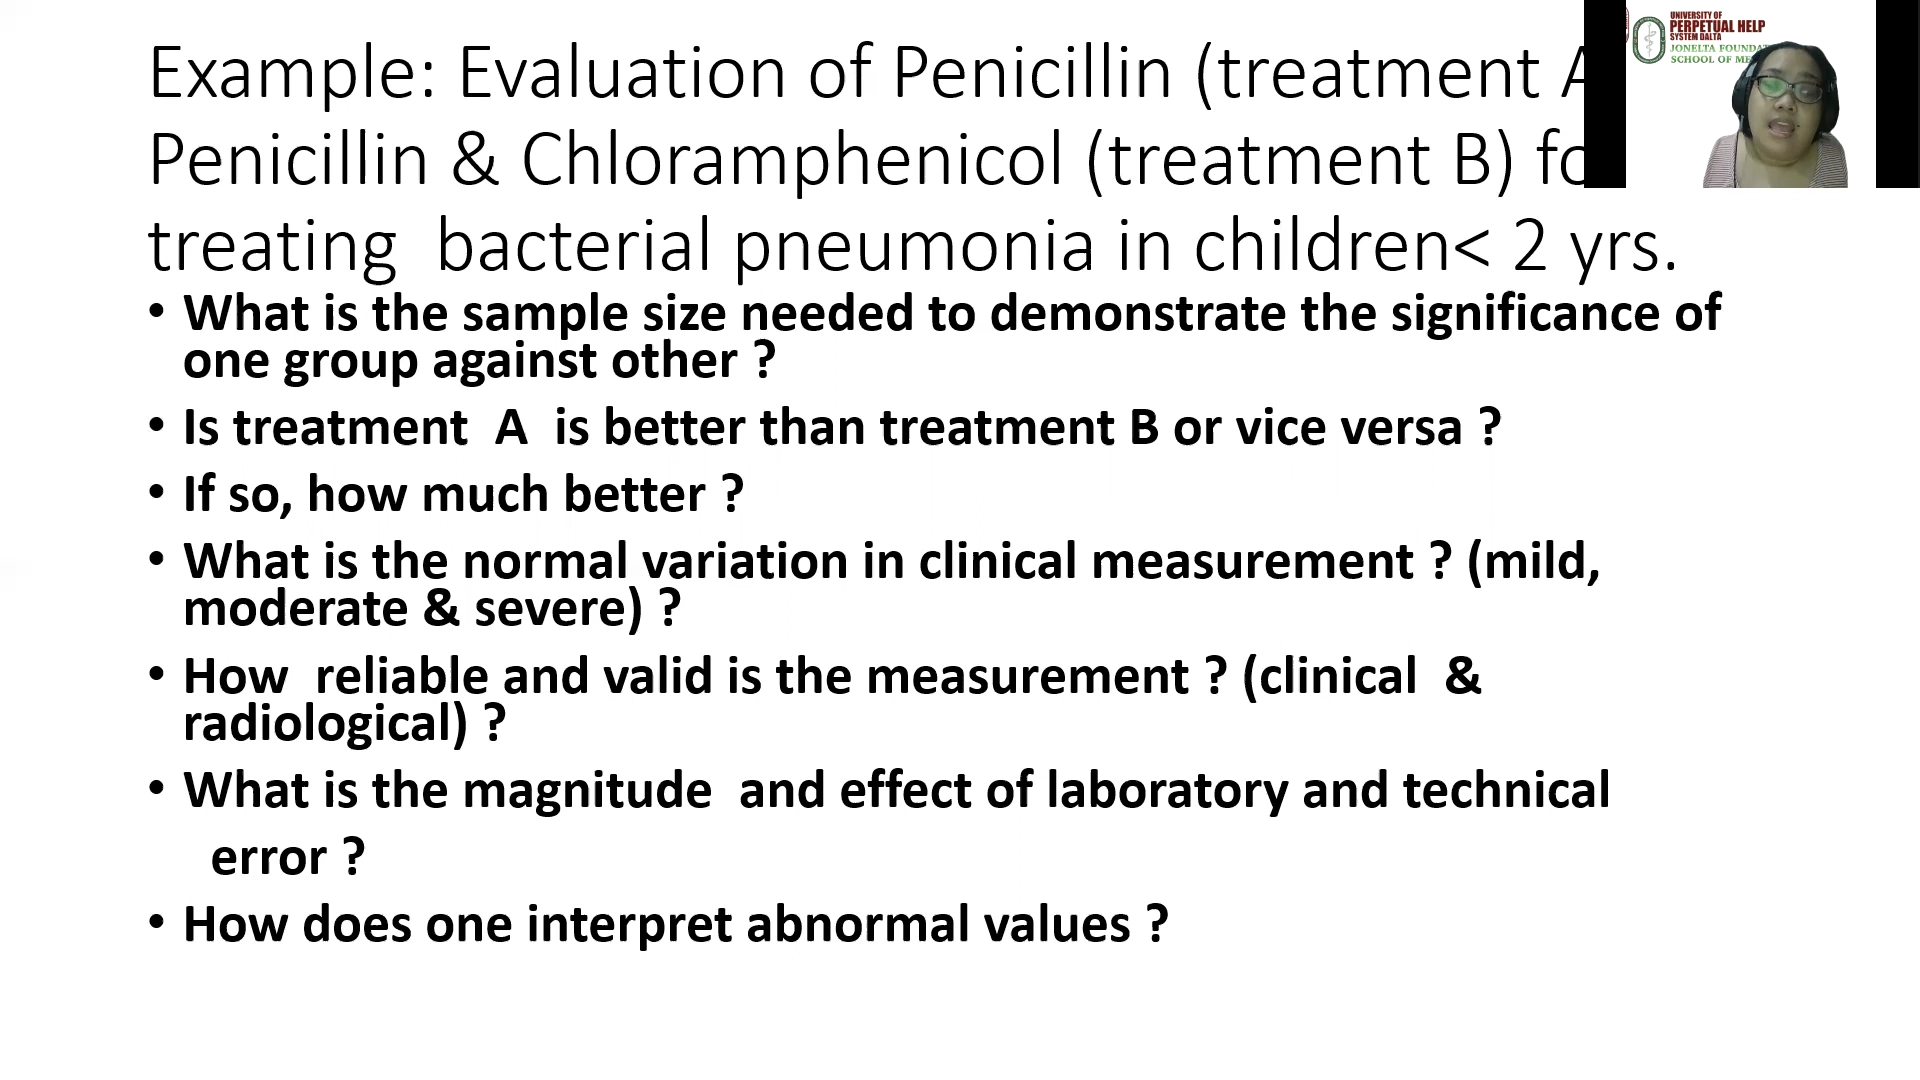 Example: Evaluation of Penicillin (treatment A
Penicillin & Chloramphenicol (treatment B) fo
treating bacterial pneumonia in children< 2 yrs.
• What is the sample size needed to demonstrate the significance of
one group against other ?
• Is treatment A is better than treatment B or vice versa ?
• If so, how much better ?
• What is the normal variation in clinical measurement ? (mild,
moderate & severe) ?
• How reliable and valid is the measurement ? (clinical &
radiological) ?
• What is the magnitude and effect of laboratory and technical
error ?
• How does one interpret abnormal values ?
UNIVERSITY OF
PERPETUAL HELP
SYSTEM DALTA
JONELTA FOUNDA
SCHOOL OF ME